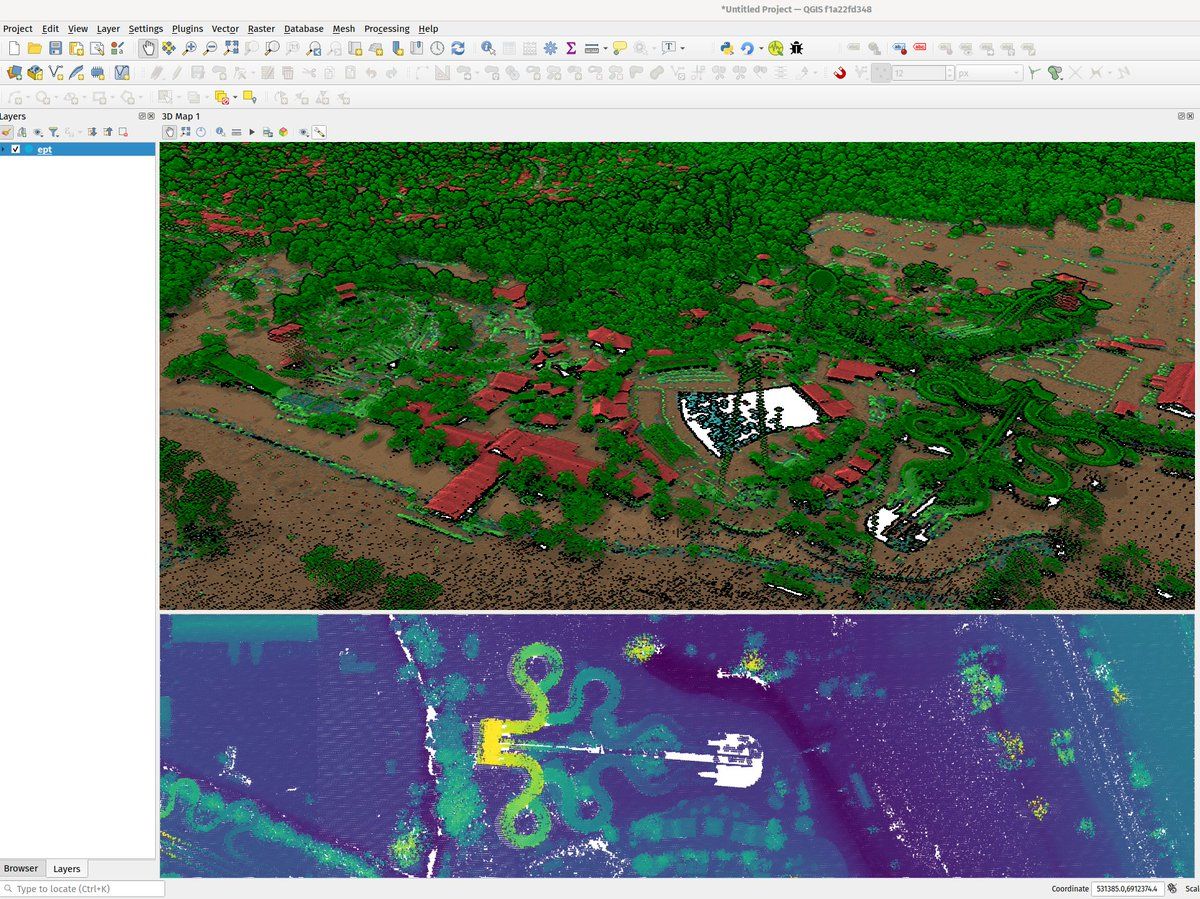 *Untitled Project — QGIS f1a22fd348
Project Edit View Layer Settings Plugins Vector Raster Database Mesh Processing Help
12 px
Layers
3D Map 1
ept
Browser Layers
Type to locate (Ctrl+K)
Coordinate 531385.0,6912374.4 Scal